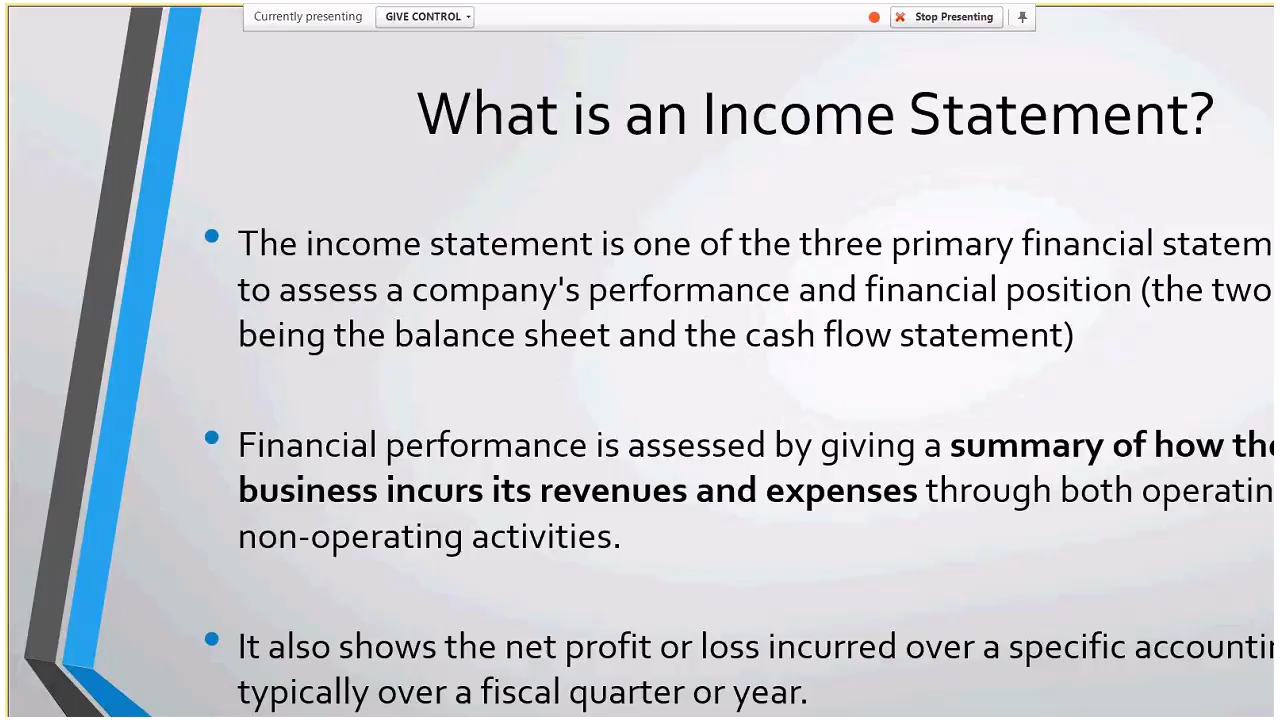 Currently presenting GIVE CONTROL Stop Presenting
What is an Income Statement?
The income statement is one of the three primary financial statem
to assess a company's performance and financial position (the two
being the balance sheet and the cash flow statement)
Financial performance is assessed by giving a summary of how the
business incurs its revenues and expenses through both operatin
non-operating activities.
It also shows the net profit or loss incurred over a specific accountin
typically over a fiscal quarter or year.